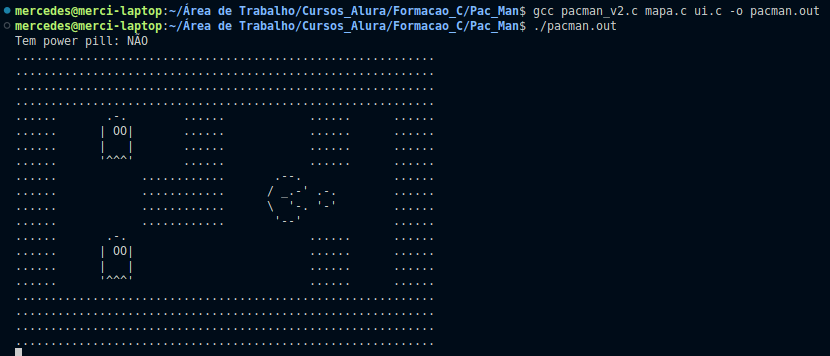 mercedes@merci-laptop:~/Área de Trabalho/Cursos_Alura/Formacao_C/Pac_Man$ gcc pacman_v2.c mapa.c ui.c -o pacman.out
mercedes@merci-laptop:~/Área de Trabalho/Cursos_Alura/Formacao_C/Pac_Man$ ./pacman.out
Tem power pill: NÃO
............................................................
............................................................
............................................................
............................................................
......       .-.        ......            ......      ......
......      | OO|       ......            ......      ......
......      |   |       ......            ......      ......
......      '^^^'       ......            ......      ......
......            ............       .--.             ......
......            ............      / _.-' .-.        ......
......            ............      \  '-. '-'        ......
......            ............       '--'             ......
......       .-.                          ......      ......
......      | OO|                         ......      ......
......      |   |                         ......      ......
......      '^^^'                         ......      ......
............................................................
............................................................
............................................................
............................................................